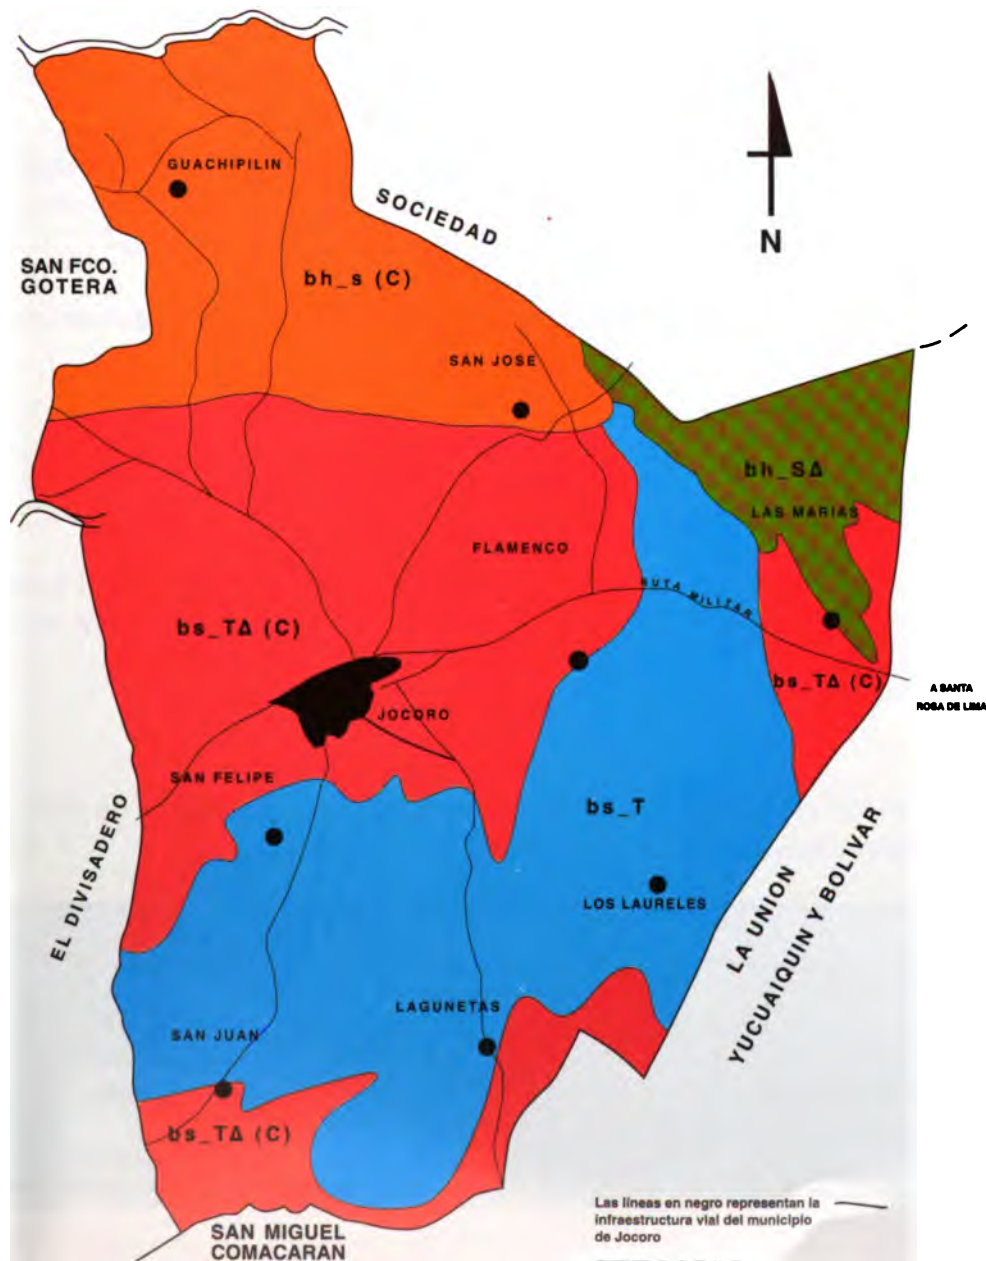 GUACHIPILIN
SOCIEDAD
N
SAN FCO.
GOTERA
bh_s (C)
SAN JOSE
bh_SΔ
LAS MARIAS
FLAMENCO
RUTA MILITAR
bs_TΔ (C)
bs_TΔ (C)
A SANTA
ROSA DE LIMA
JOCORO
SAN FELIPE
bs_T
EL DIVISADERO
LOS LAURELES
LA UNION
YUCUAIQUIN Y BOLIVAR
LAGUNETAS
SAN JUAN
bs_TΔ (C)
Las líneas en negro representan la
infraestructura vial del municipio
de Jocoro
SAN MIGUEL
COMACARAN